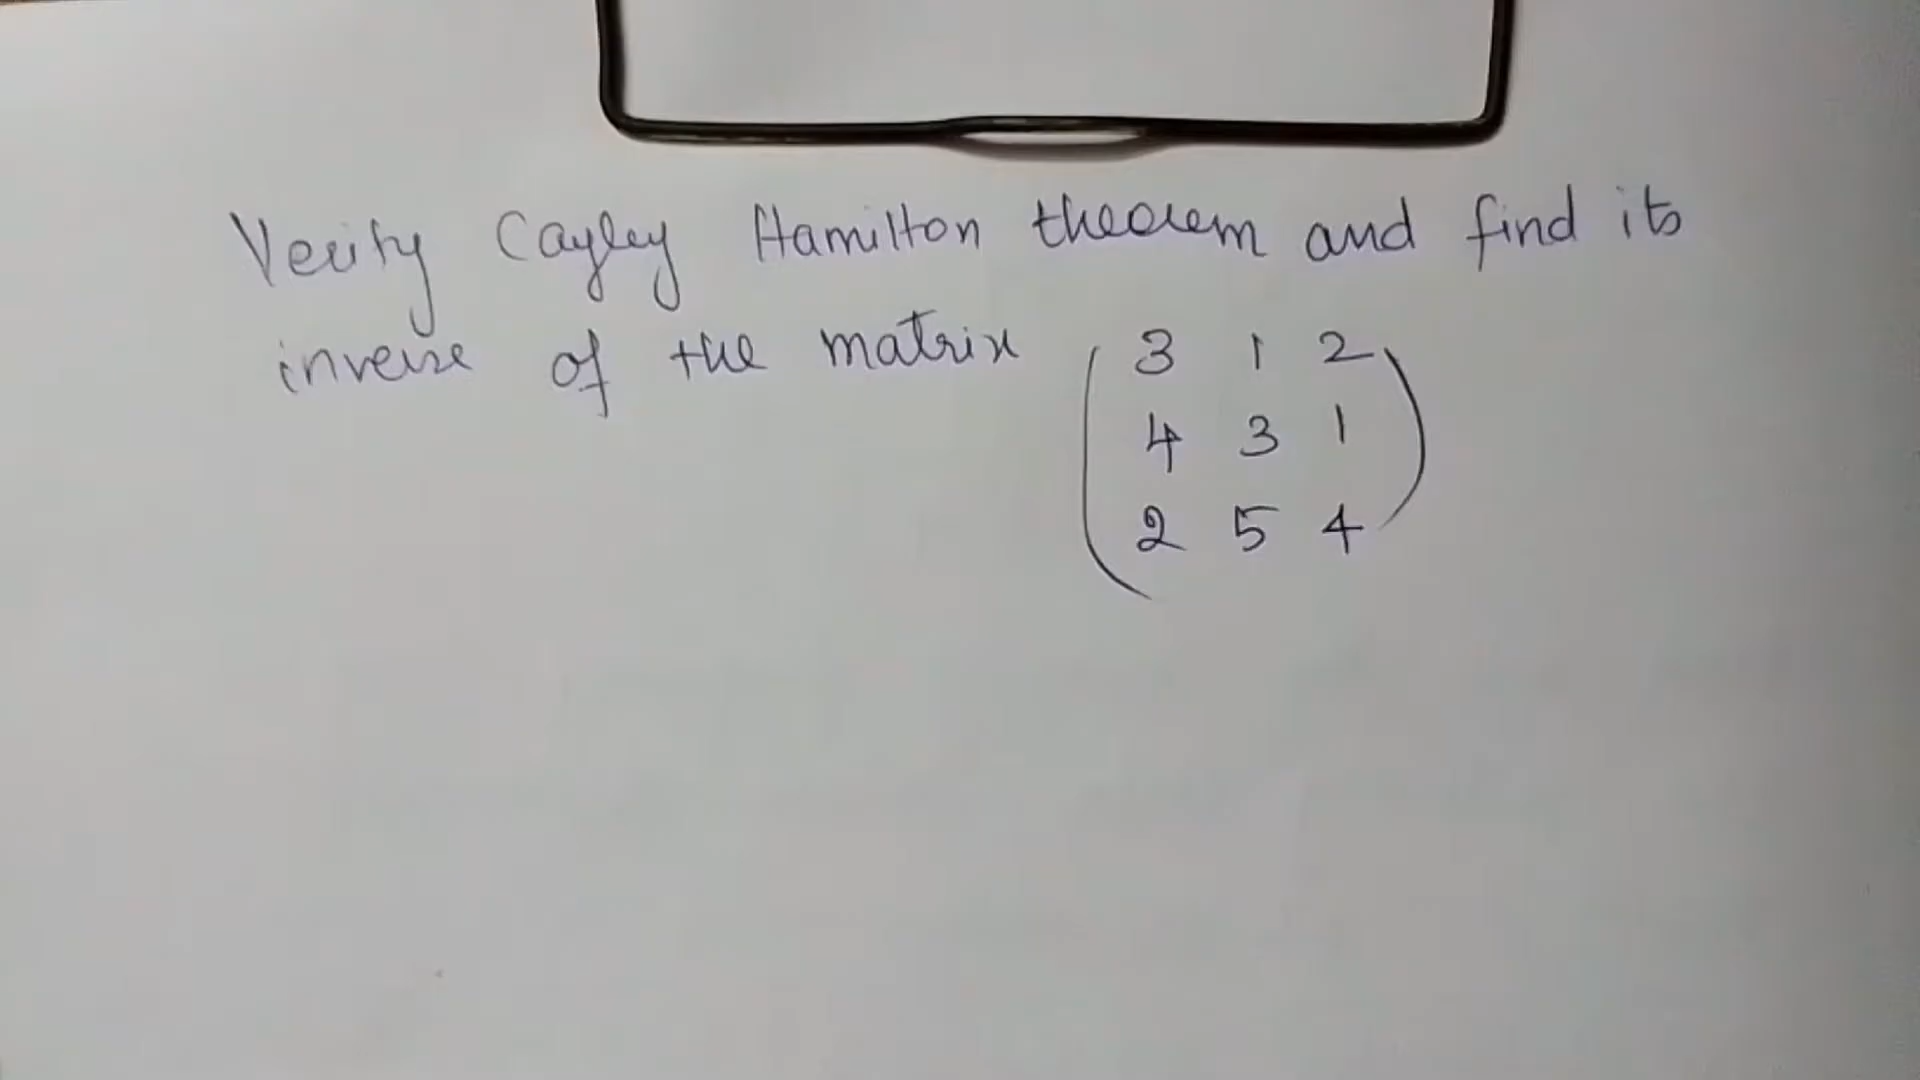 Verify Cayley Hamilton theorem and find its
inverse of the matrix
3 1 2
4 3 1
2 5 4